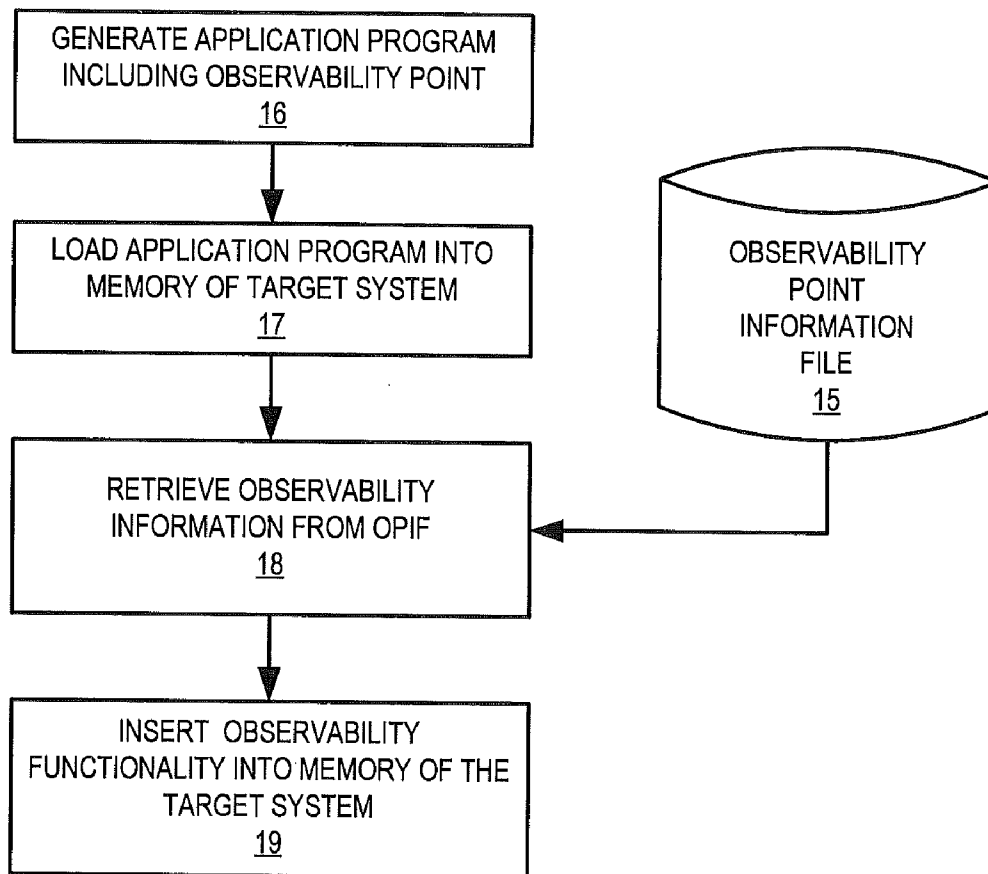 GENERATE APPLICATION PROGRAM
INCLUDING OBSERVABILITY POINT
16
LOAD APPLICATION PROGRAM INTO
MEMORY OF TARGET SYSTEM
17
OBSERVABILITY
POINT
INFORMATION
FILE
15
RETRIEVE OBSERVABILITY
INFORMATION FROM OPIF
18
INSERT OBSERVABILITY
FUNCTIONALITY INTO MEMORY OF THE
TARGET SYSTEM
19